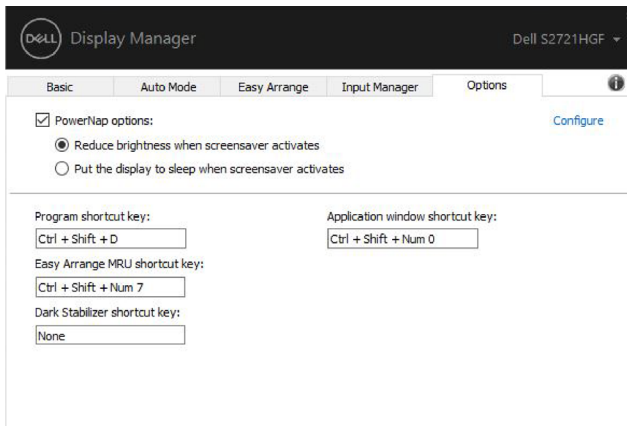 DELL Display Manager
Dell S2721HGF
Basic
Auto Mode
Easy Arrange
Input Manager
Options
PowerNap options:
Configure
Reduce brightness when screensaver activates
Put the display to sleep when screensaver activates
Program shortcut key:
Application window shortcut key:
Ctrl + Shift + D
Ctrl + Shift + Num 0
Easy Arrange MRU shortcut key:
Ctrl + Shift + Num 7
Dark Stabilizer shortcut key:
None